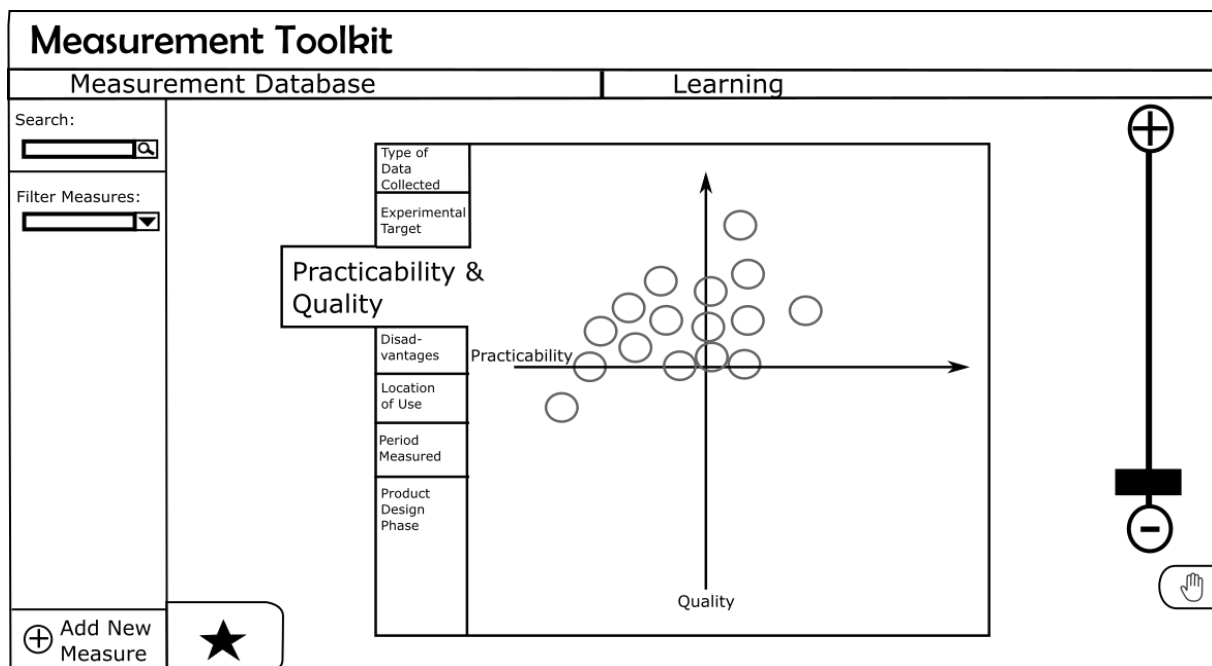 Measurement Toolkit
Measurement Database
Learning
Search:
Filter Measures:
Type of
Data
Collected
Experimental
Target
Practicability &
Quality
Disad-
vantages
Location
of Use
Period
Measured
Product
Design
Phase
Practicability
Quality
Add New
Measure